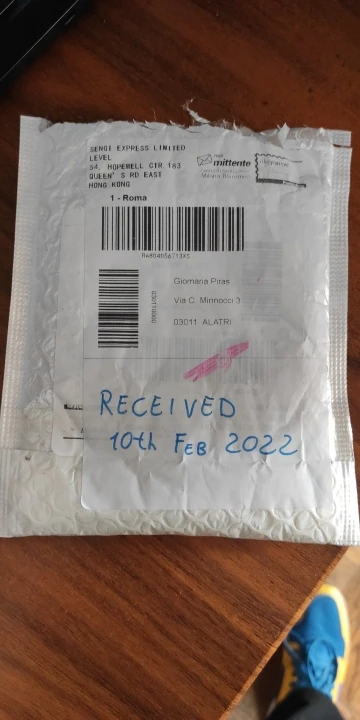 SENGI EXPRESS LIMITED
LEVEL
54, HOPEWELL CTR.183
QUEEN' S RD EAST
HONG KONG
mittente
1 - Roma
Giomaria Piras
Via C. Minnocci 3
03011 ALATRI
RECEIVED
10th FEB 2022